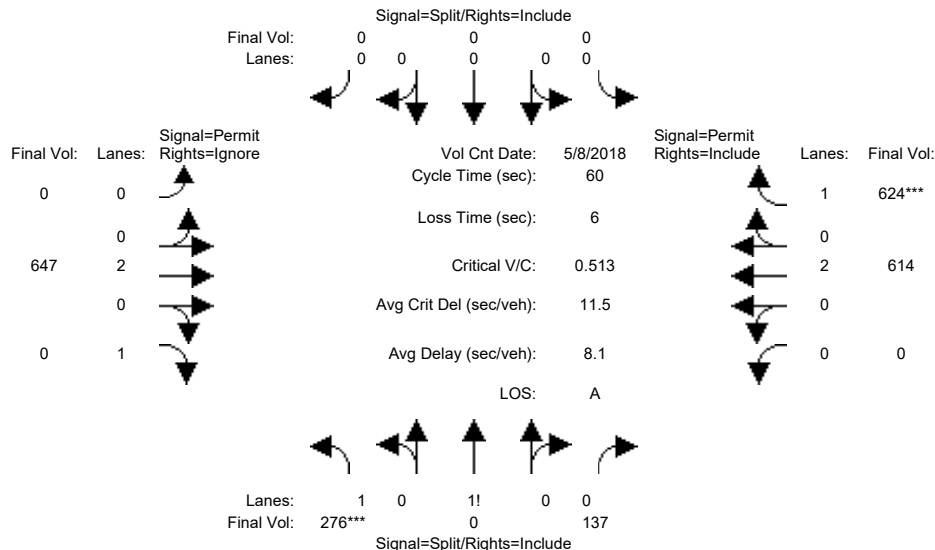 Signal=Split/Rights=Include
Final Vol: 0 0 0
Lanes: 0 0 0 0 0
Signal=Permit Signal=Permit
Final Vol: Lanes: Rights=Ignore Vol Cnt Date: 5/8/2018 Rights=Include Lanes: Final Vol:
Cycle Time (sec): 60
0 0 1 624***
Loss Time (sec): 6
0 0
647 2 Critical V/C: 0.513 2 614
0 Avg Crit Del (sec/veh): 11.5 0
0 1 Avg Delay (sec/veh): 8.1 0 0
LOS: A
Lanes: 1 0 1! 0 0
Final Vol: 276*** 0 137
Signal=Split/Rights=Include